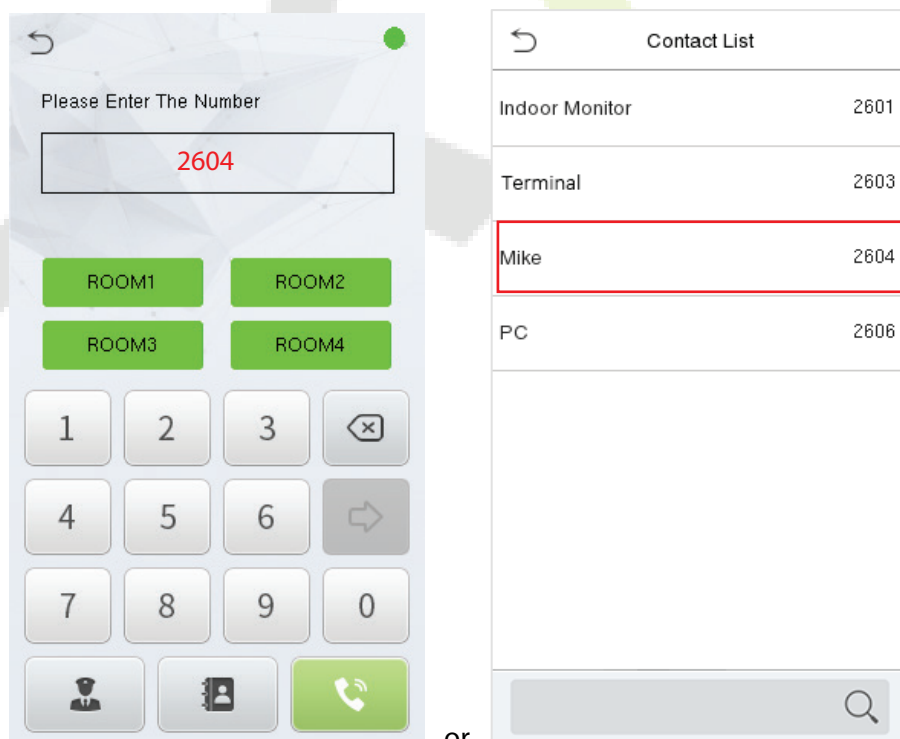 Please Enter The Number
2604
ROOM1 ROOM2
ROOM3 ROOM4
1 2 3
4 5 6
7 8 9 0
or
Contact List
Indoor Monitor 2601
Terminal 2603
Mike 2604
PC 2606